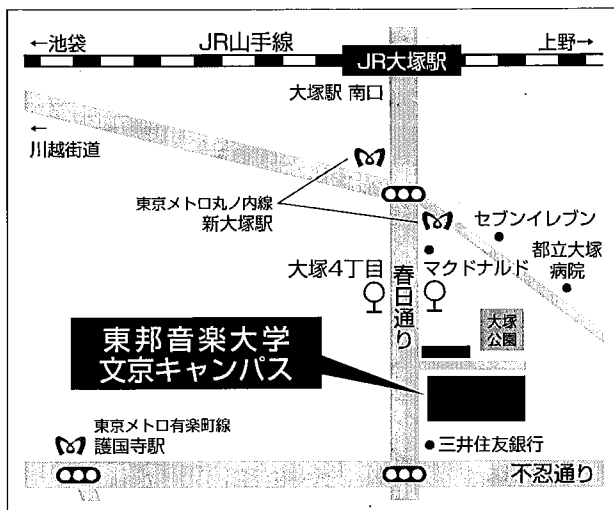 ←池袋
JR山手線
上野→
JR大塚駅
大塚駅 南口
←
川越街道
東京メトロ丸ノ内線
新大塚駅
セブンイレブン
都立大塚
病院
マクドナルド
大塚4丁目
春日通り
大塚
公園
東邦音楽大学
文京キャンパス
東京メトロ有楽町線
護国寺駅
三井住友銀行
不忍通り